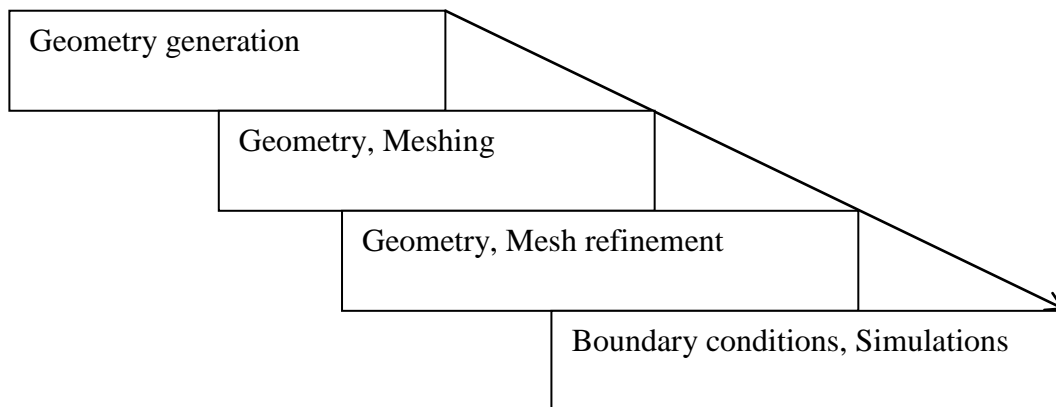 Geometry generation
Geometry, Meshing
Geometry, Mesh refinement
Boundary conditions, Simulations